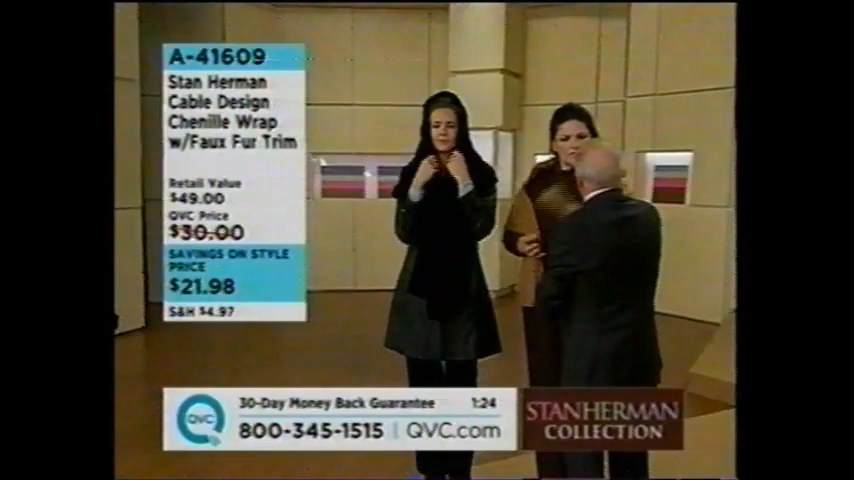 A-41609
Stan Herman
Cable Design
Chenille Wrap
w/Faux Fur Trim
Retail Value
$49.00
QVC Price
$30.00
SAVINGS ON STYLE
PRICE
$21.98
S&H $4.97
QVC
30-Day Money Back Guarantee 1:24
800-345-1515 | QVC.com
STAN HERMAN
COLLECTION